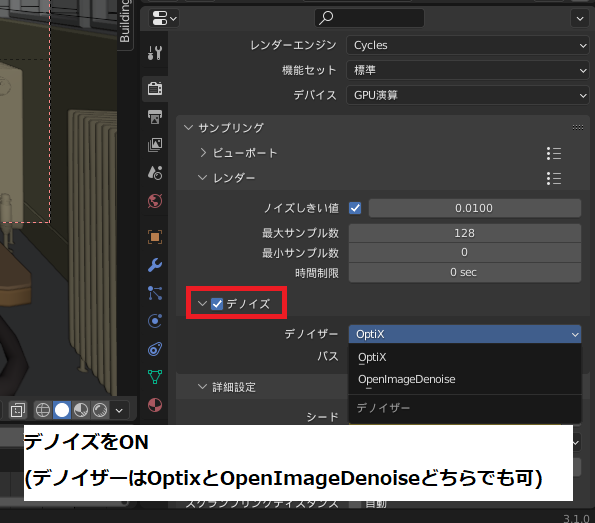 Building
レンダーエンジン Cycles
機能セット 標準
デバイス GPU演算
サンプリング
ビューポート
レンダー
ノイズしきい値 0.0100
最大サンプル数 128
最小サンプル数 0
時間制限 0 sec
デノイズ
デノイザー OptiX
パス OptiX
OpenImageDenoise
詳細設定 デノイザー
シード
デノイズをON
(デノイザーはOptixとOpenImageDenoiseどちらでも可)
スクランブリングディスタンス 自動
3.1.0